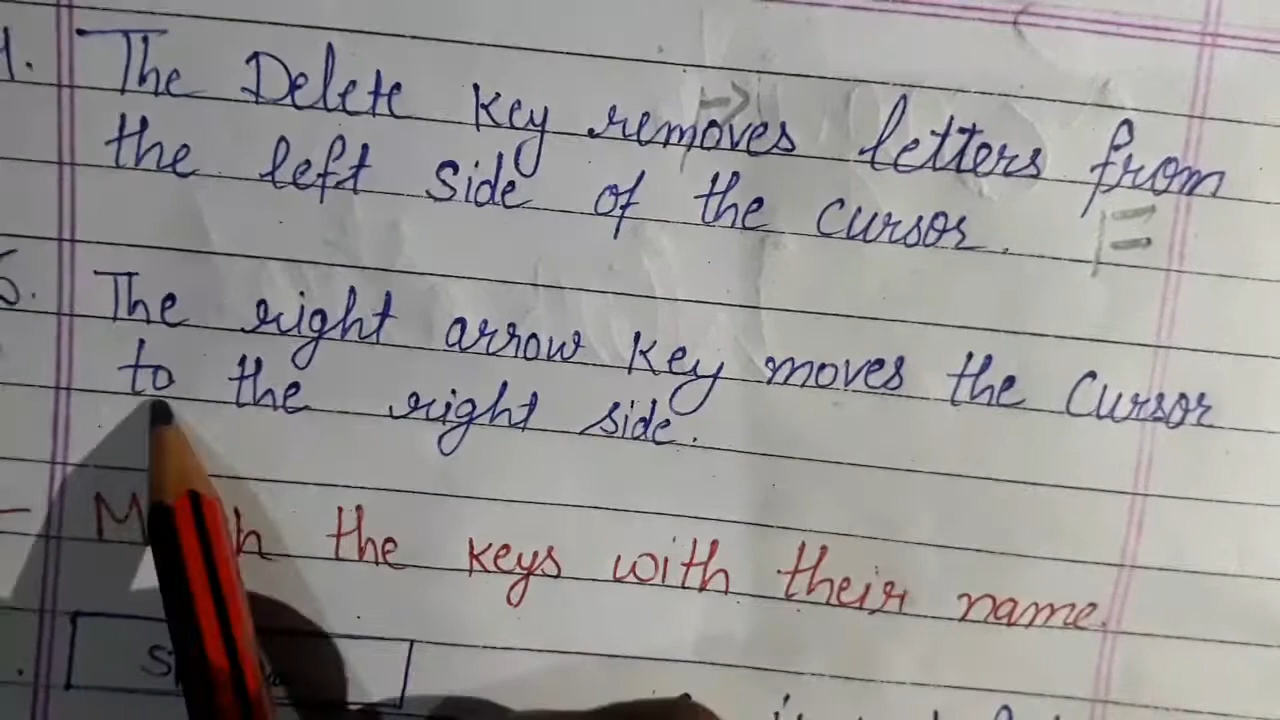 4. The Delete key removes letters from
the left side of the cursor. F
5. The right arrow key moves the Cursor
to the right side.
the keys with their name.